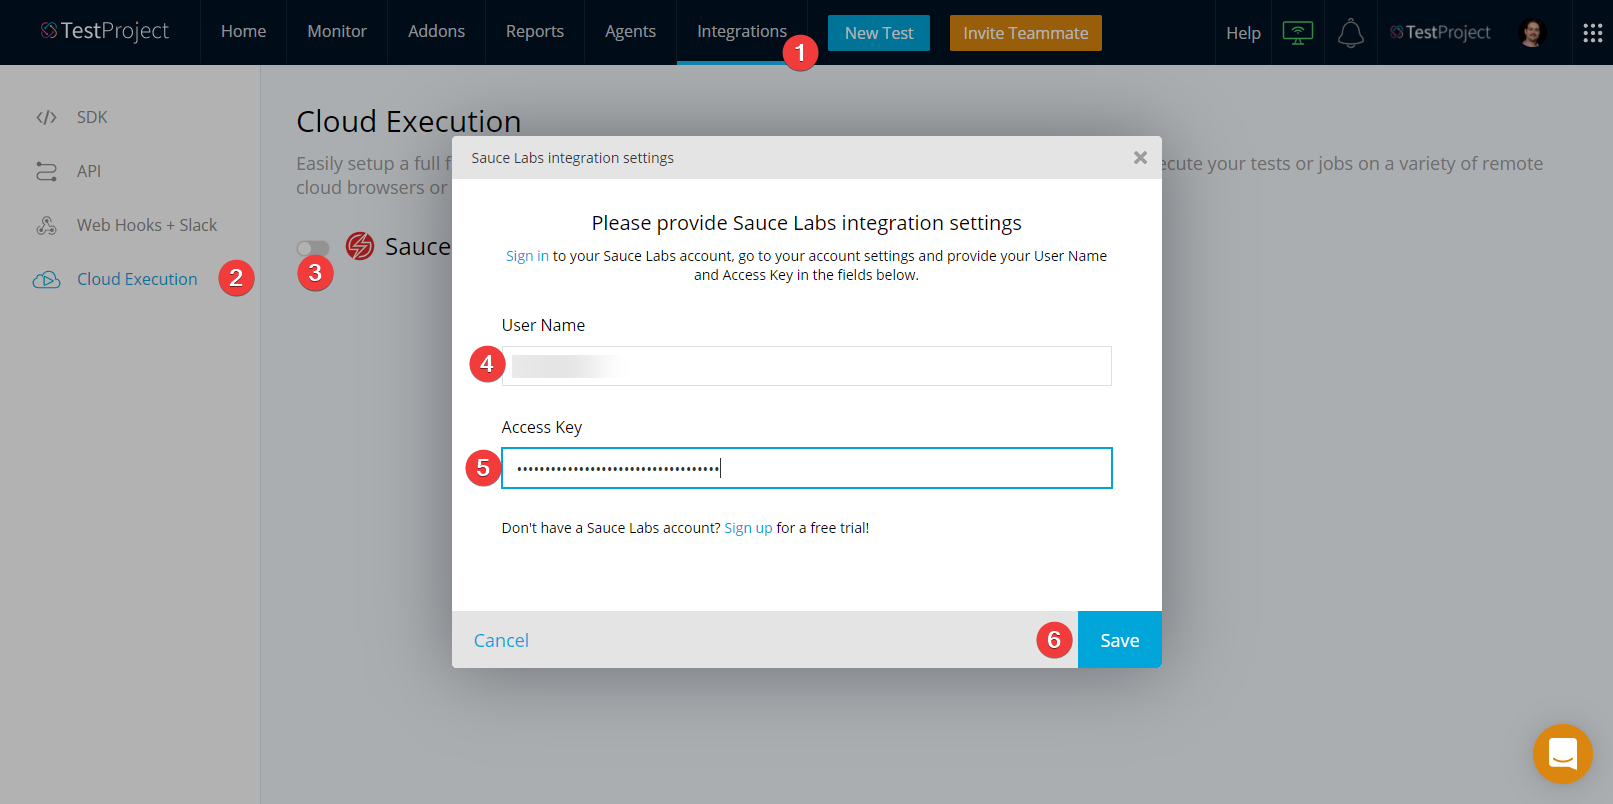 TestProject Home Monitor Addons Reports Agents Integrations 1 New Test Invite Teammate Help TestProject
SDK
API
Web Hooks + Slack
Cloud Execution 2
Cloud Execution
Easily setup a full
ecute your tests or jobs on a variety of remote
cloud browsers or
Sauce
3
Sauce Labs integration settings
Please provide Sauce Labs integration settings
Sign in to your Sauce Labs account, go to your account settings and provide your User Name
and Access Key in the fields below.
User Name
4
Access Key
5
Don't have a Sauce Labs account? Sign up for a free trial!
Cancel 6 Save